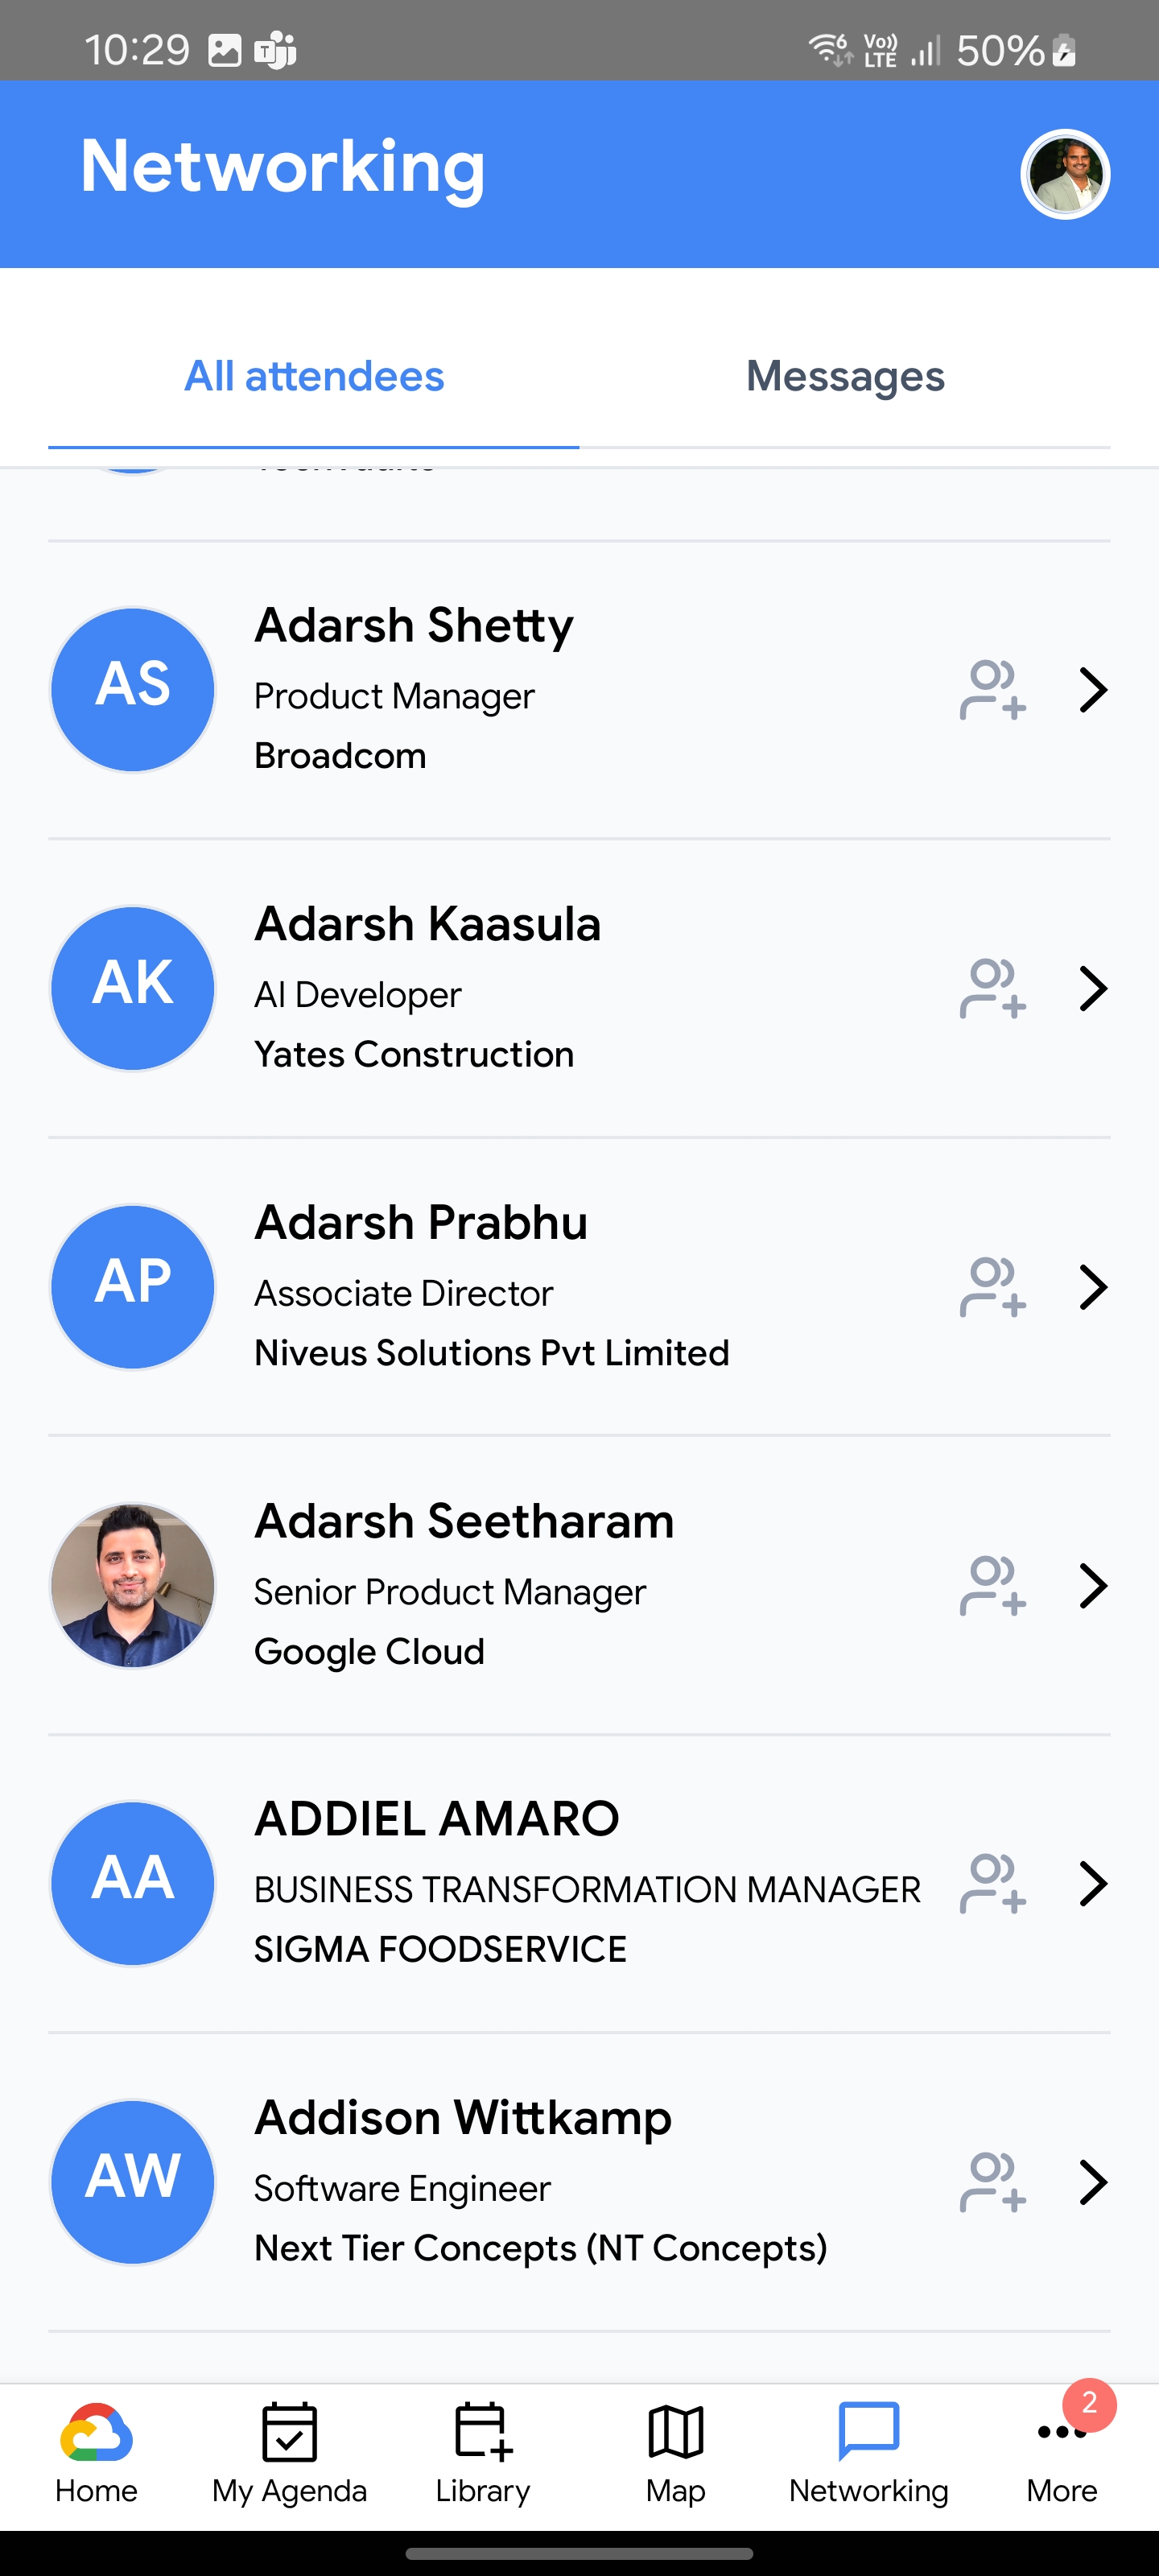 10:29
Vo))
LTE
50%
Networking
All attendees
Messages
AS
Adarsh Shetty
Product Manager
Broadcom
AK
Adarsh Kaasula
AI Developer
Yates Construction
AP
Adarsh Prabhu
Associate Director
Niveus Solutions Pvt Limited
Adarsh Seetharam
Senior Product Manager
Google Cloud
AA
ADDIEL AMARO
BUSINESS TRANSFORMATION MANAGER
SIGMA FOODSERVICE
AW
Addison Wittkamp
Software Engineer
Next Tier Concepts (NT Concepts)
2
Home
My Agenda
Library
Map
Networking
More